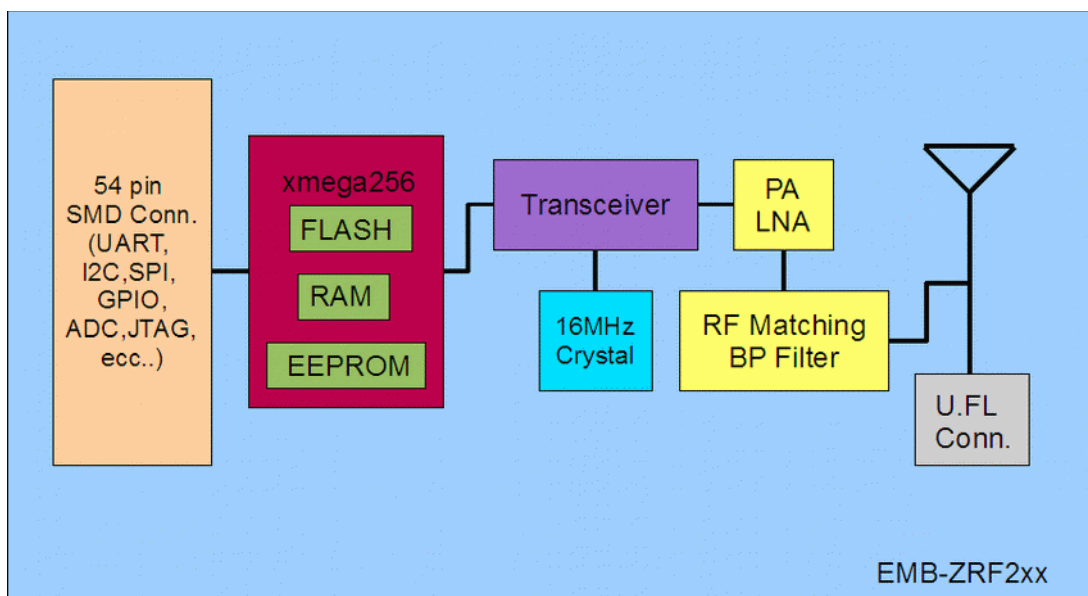 54 pin
SMD Conn.
(UART,
I2C,SPI,
GPIO,
ADC,JTAG,
ecc..)
xmega256
FLASH
RAM
EEPROM
Transceiver
16MHz
Crystal
PA
LNA
RF Matching
BP Filter
U.FL
Conn.
EMB-ZRF2xx